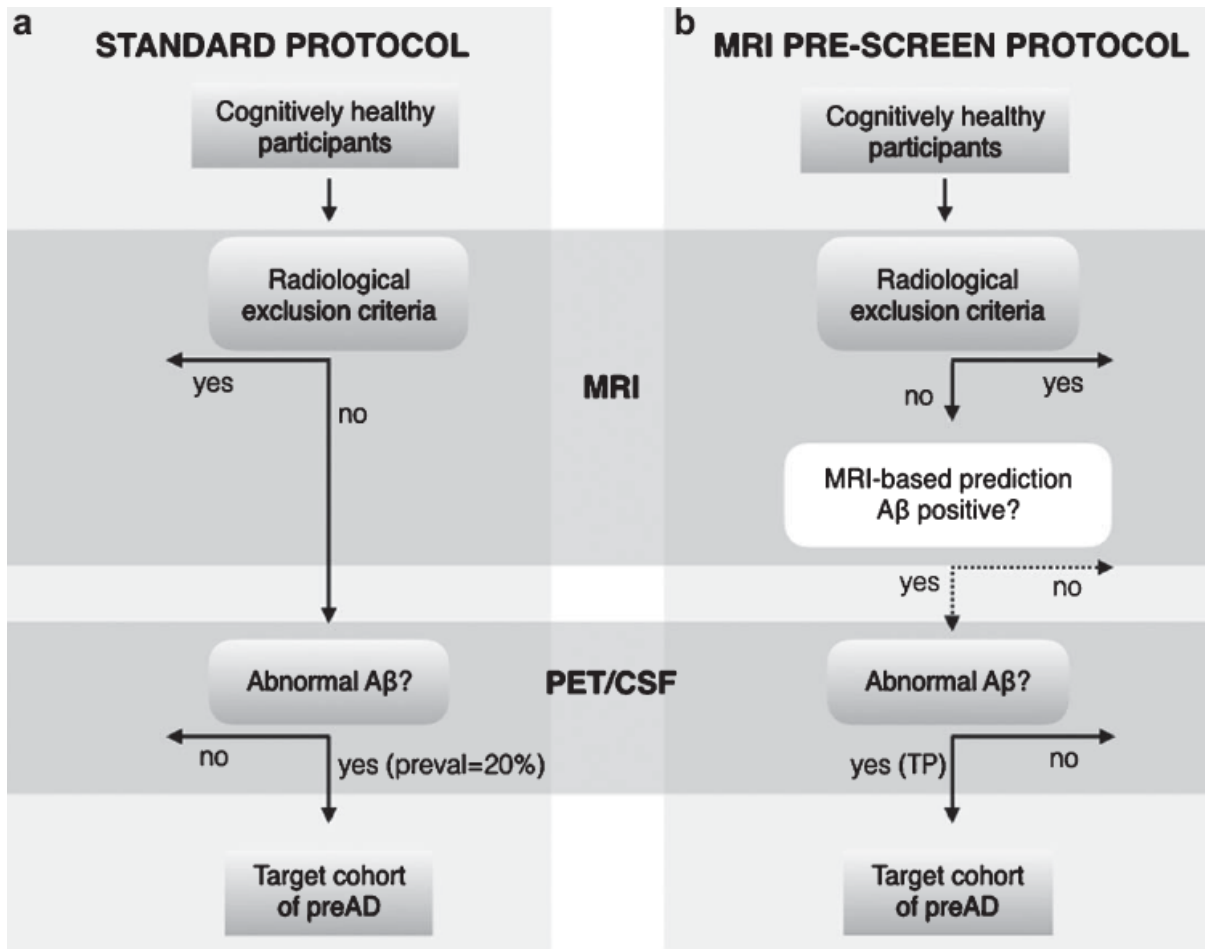 a
STANDARD PROTOCOL
Cognitively healthy
participants
Radiological
exclusion criteria
yes
no
Abnormal Aβ?
no
yes (preval=20%)
Target cohort
of preAD
MRI
PET/CSF
b
MRI PRE-SCREEN PROTOCOL
Cognitively healthy
participants
Radiological
exclusion criteria
no
yes
MRI-based prediction
Aβ positive?
yes
no
Abnormal Aβ?
yes (TP)
no
Target cohort
of preAD